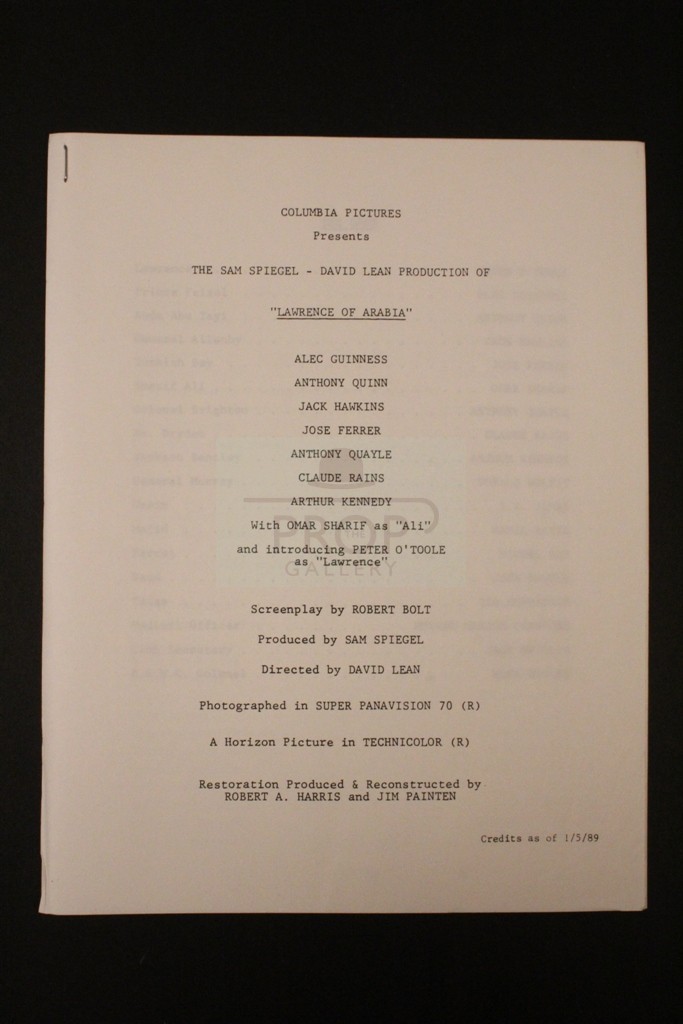 COLUMBIA PICTURES
Presents
THE SAM SPIEGEL - DAVID LEAN PRODUCTION OF
"LAWRENCE OF ARABIA"
ALEC GUINNESS
ANTHONY QUINN
JACK HAWKINS
JOSE FERRER
ANTHONY QUAYLE
CLAUDE RAINS
ARTHUR KENNEDY
With OMAR SHARIF as "Ali"
and introducing PETER O'TOOLE
as "Lawrence"
THE PROP
GALLERY
Screenplay by ROBERT BOLT
Produced by SAM SPIEGEL
Directed by DAVID LEAN
Photographed in SUPER PANAVISION 70 (R)
A Horizon Picture in TECHNICOLOR (R)
Restoration Produced & Reconstructed by
ROBERT A. HARRIS and JIM PAINTEN
Credits as of 1/5/89